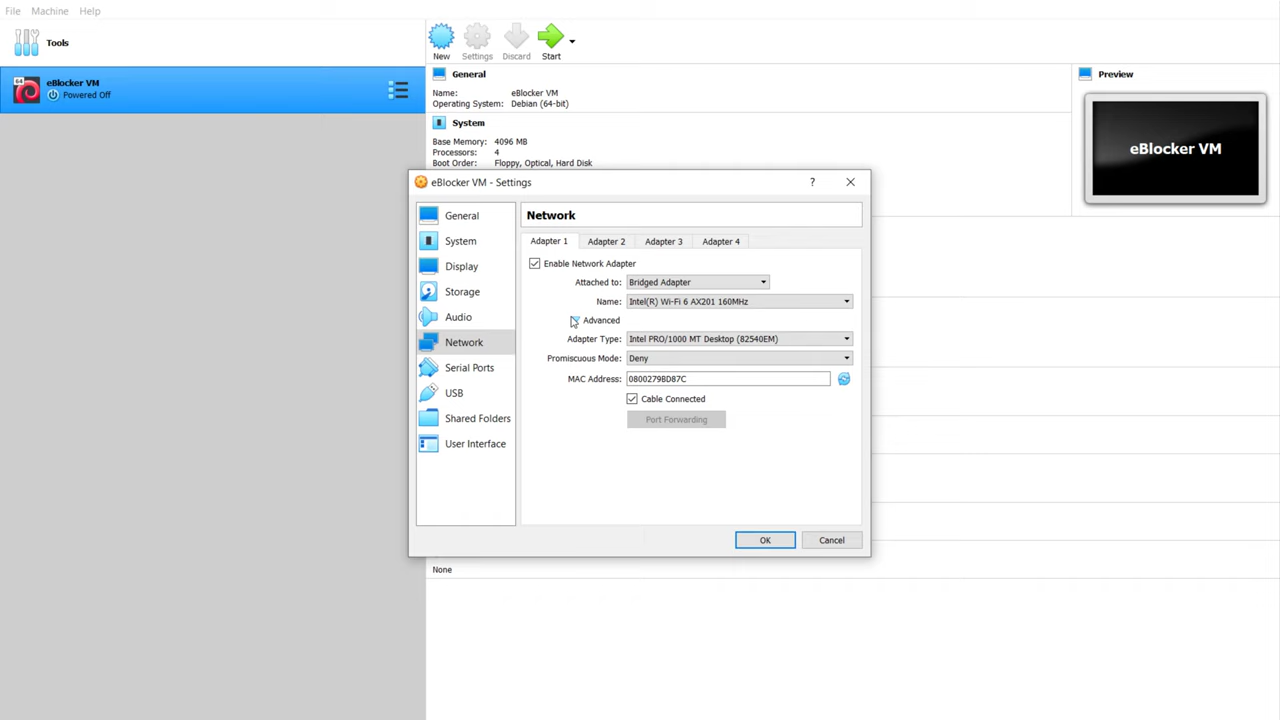 File Machine Help
Tools
New Settings Discard Start
64
eBlocker VM
Powered Off
General
Name: eBlocker VM
Operating System: Debian (64-bit)
System
Base Memory: 4096 MB
Processors: 4
Boot Order: Floppy, Optical, Hard Disk
Preview
eBlocker VM
eBlocker VM - Settings
?
General
System
Display
Storage
Audio
Network
Serial Ports
USB
Shared Folders
User Interface
Network
Adapter 1 Adapter 2 Adapter 3 Adapter 4
Enable Network Adapter
Attached to: Bridged Adapter
Name: Intel(R) Wi-Fi 6 AX201 160MHz
Advanced
Adapter Type: Intel PRO/1000 MT Desktop (82540EM)
Promiscuous Mode: Deny
MAC Address: 0800279BD87C
Cable Connected
Port Forwarding
OK Cancel
None